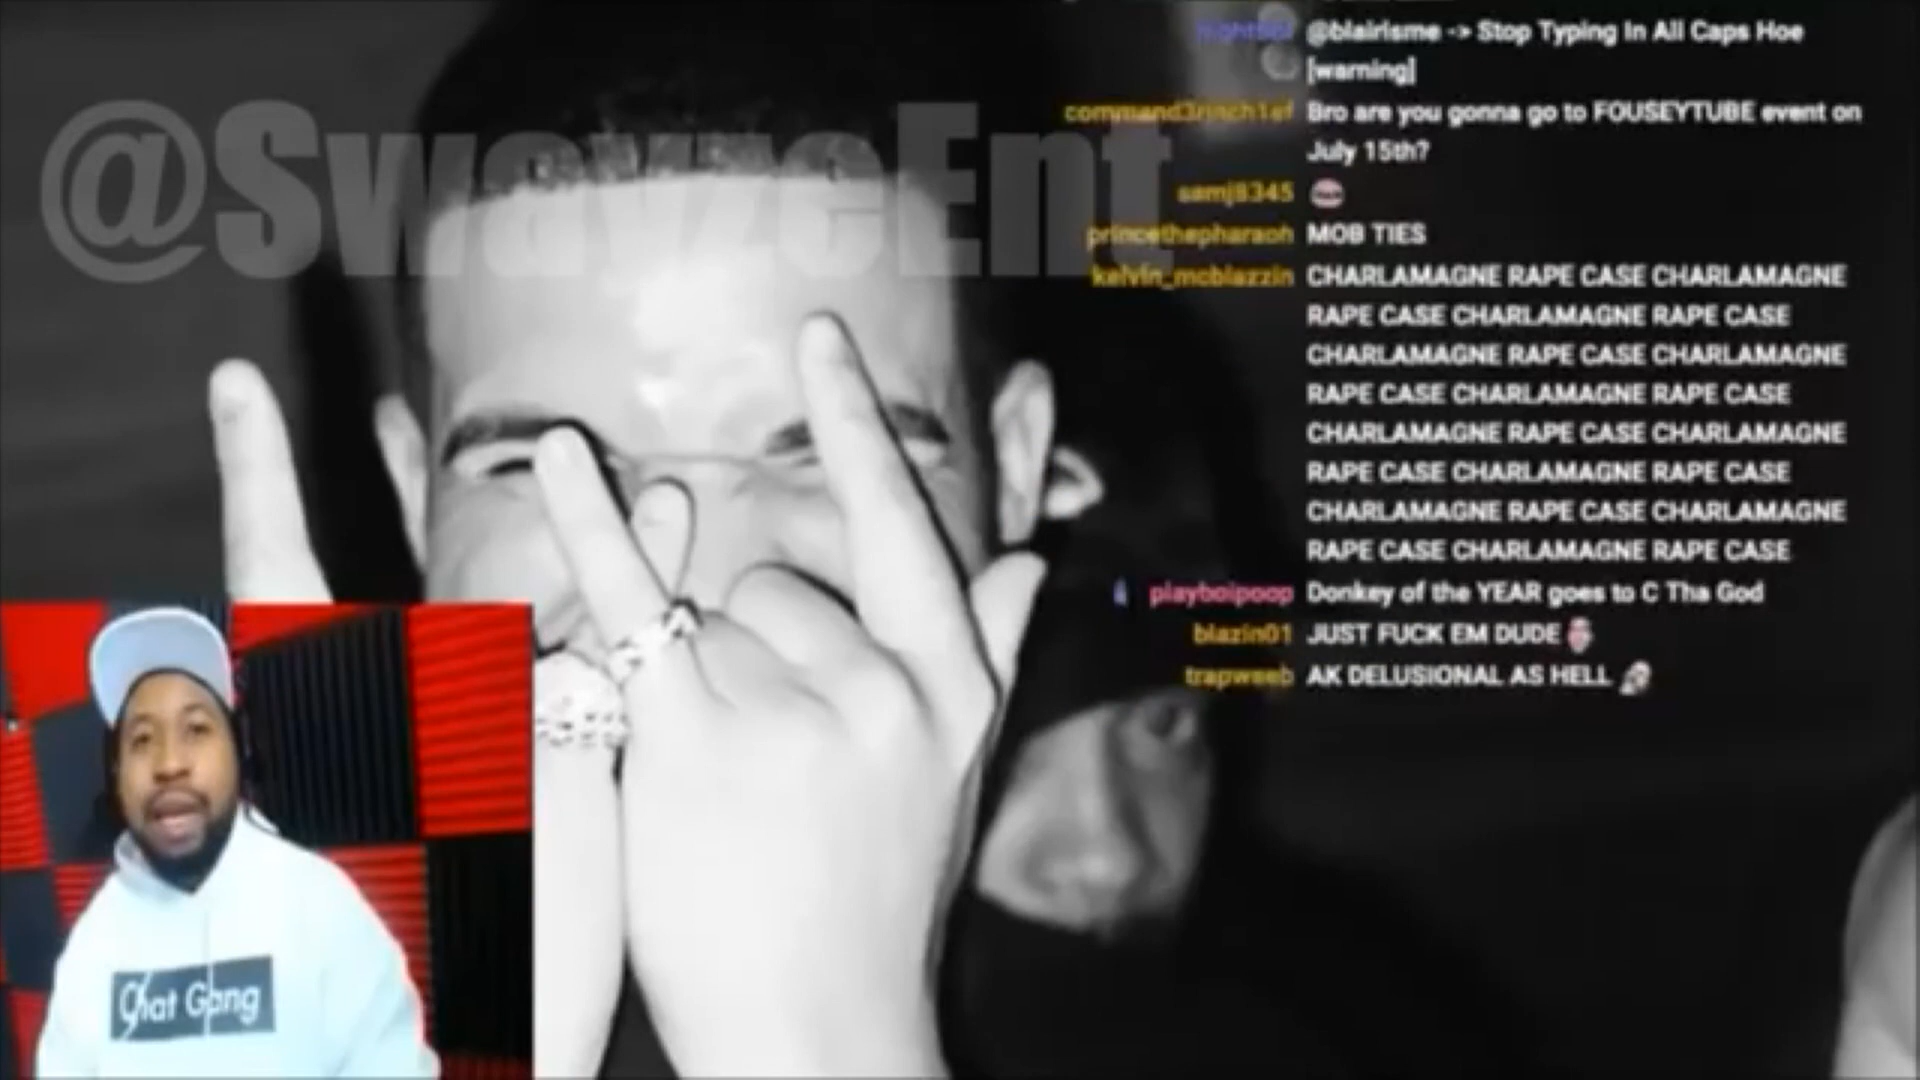 @SwayzeEnt
@blairisme -> Stop Typing In All Caps Hoe
[warning]
command3rinch1ef Bro are you gonna go to FOUSEYTUBE event on
July 15th?
samj8345
princethepharaoh MOB TIES
kelvin_mcblazzin CHARLAMAGNE RAPE CASE CHARLAMAGNE
RAPE CASE CHARLAMAGNE RAPE CASE
CHARLAMAGNE RAPE CASE CHARLAMAGNE
RAPE CASE CHARLAMAGNE RAPE CASE
CHARLAMAGNE RAPE CASE CHARLAMAGNE
RAPE CASE CHARLAMAGNE RAPE CASE
CHARLAMAGNE RAPE CASE CHARLAMAGNE
RAPE CASE CHARLAMAGNE RAPE CASE
playboipoop Donkey of the YEAR goes to C Tha God
blazin01 JUST FUCK EM DUDE
trapweeb AK DELUSIONAL AS HELL
Chat Gang